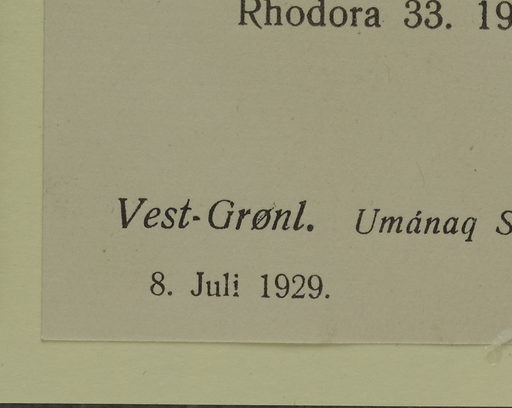 Rhodora 33. 19
Vest-Grønl. Umánaq S
8. Juli 1929.